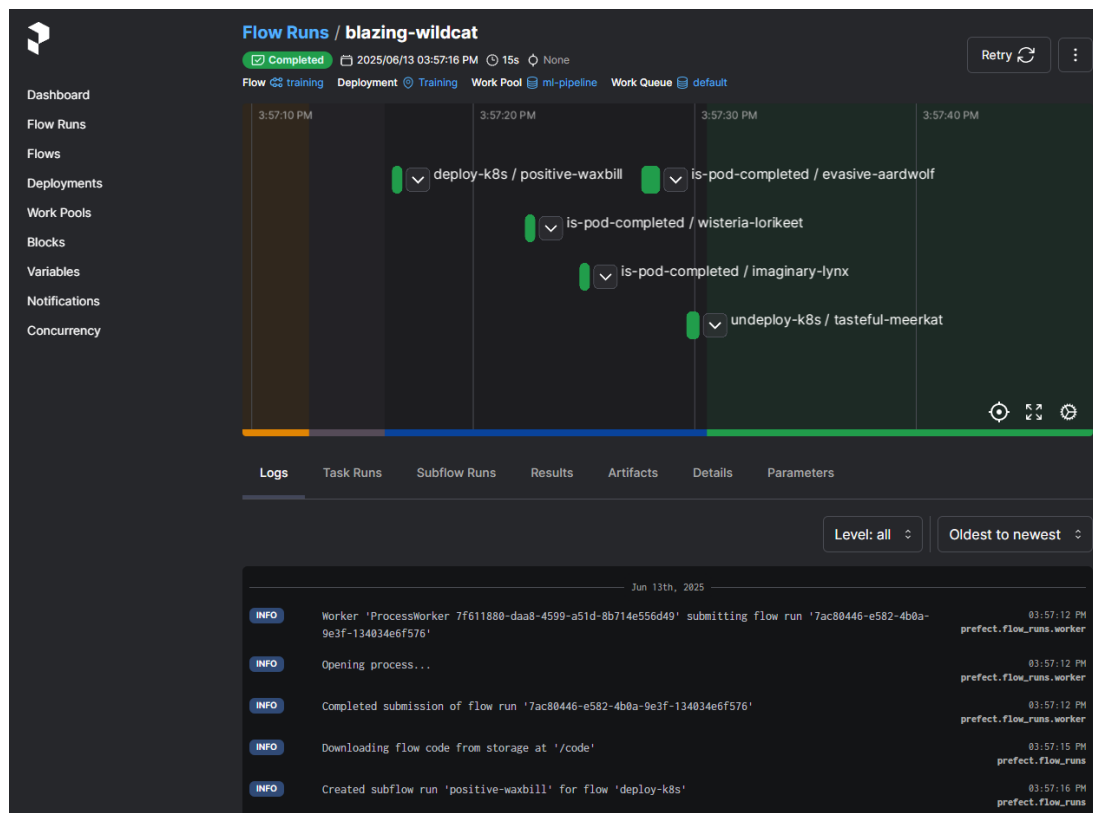 Flow Runs / blazing-wildcat
Completed 2025/06/13 03:57:16 PM 15s None
Retry
Flow training Deployment Training Work Pool ml-pipeline Work Queue default
Dashboard
Flow Runs
Flows
Deployments
Work Pools
Blocks
Variables
Notifications
Concurrency
3:57:10 PM 3:57:20 PM 3:57:30 PM 3:57:40 PM
deploy-k8s / positive-waxbill is-pod-completed / evasive-aardwolf
is-pod-completed / wisteria-lorikeet
is-pod-completed / imaginary-lynx
undeploy-k8s / tasteful-meerkat
Logs Task Runs Subflow Runs Results Artifacts Details Parameters
Level: all Oldest to newest
Jun 13th, 2025
INFO Worker 'ProcessWorker 7f611880-daa8-4599-a51d-8b714e556d49' submitting flow run '7ac80446-e582-4b0a- 03:57:12 PM
9e3f-134034e6f576' prefect.flow_runs.worker
INFO Opening process... 03:57:12 PM
prefect.flow_runs.worker
INFO Completed submission of flow run '7ac80446-e582-4b0a-9e3f-134034e6f576' 03:57:12 PM
prefect.flow_runs.worker
INFO Downloading flow code from storage at '/code' 03:57:15 PM
prefect.flow_runs
INFO Created subflow run 'positive-waxbill' for flow 'deploy-k8s' 03:57:16 PM
prefect.flow_runs